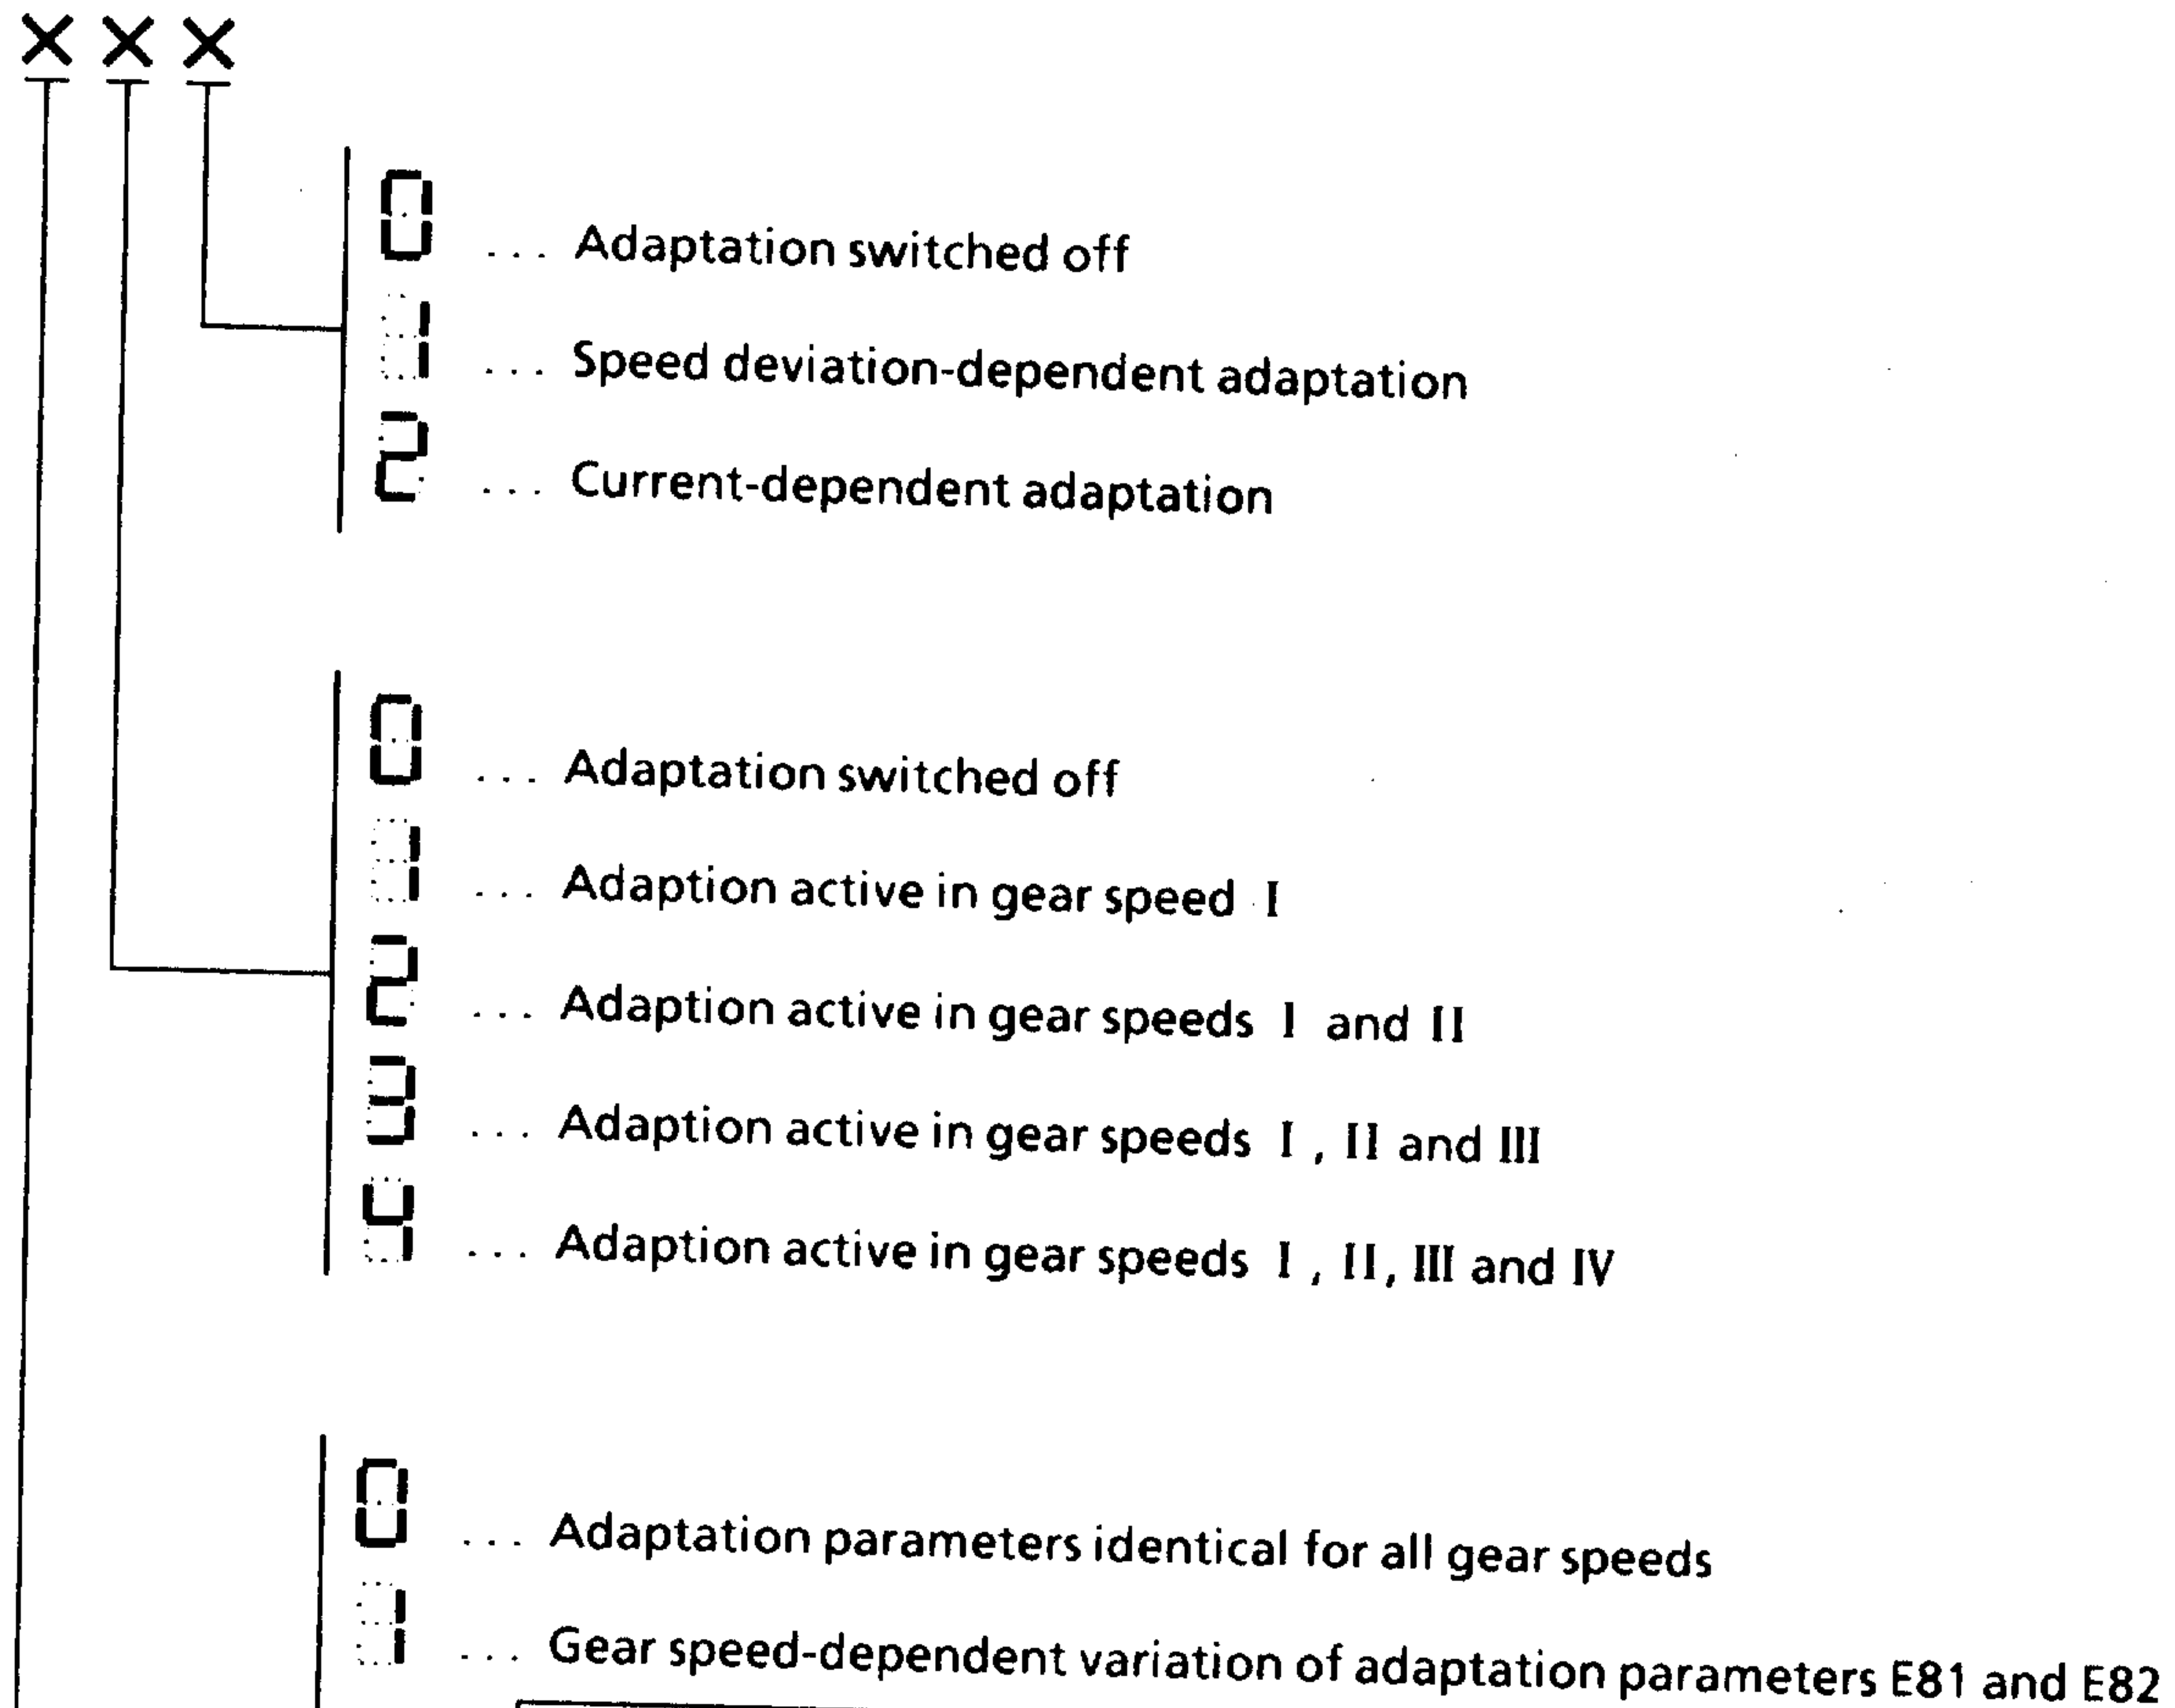 X X X
0 ... Adaptation switched off
1 ... Speed deviation-dependent adaptation
2 ... Current-dependent adaptation
0 ... Adaptation switched off
1 ... Adaption active in gear speed I
2 ... Adaption active in gear speeds I and II
3 ... Adaption active in gear speeds I , II and III
4 ... Adaption active in gear speeds I , II, III and IV
0 ... Adaptation parameters identical for all gear speeds
1 ... Gear speed-dependent variation of adaptation parameters E81 and E82